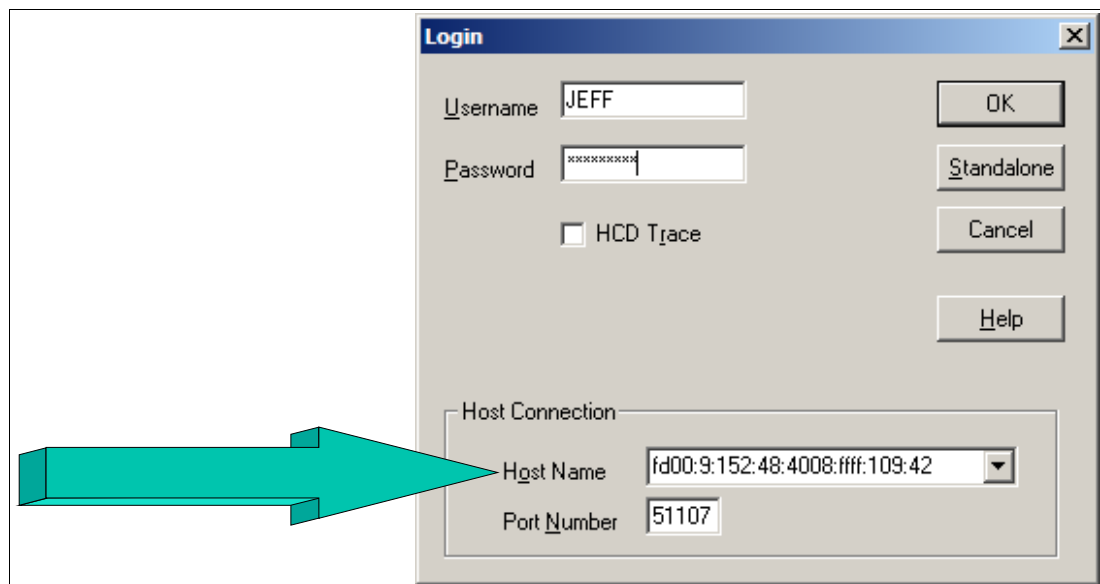 Login
Username JEFF OK
Password ********* Standalone
HCD Trace Cancel
Help
Host Connection
Host Name fd00:9:152:48:4008:ffff:109:42
Port Number 51107